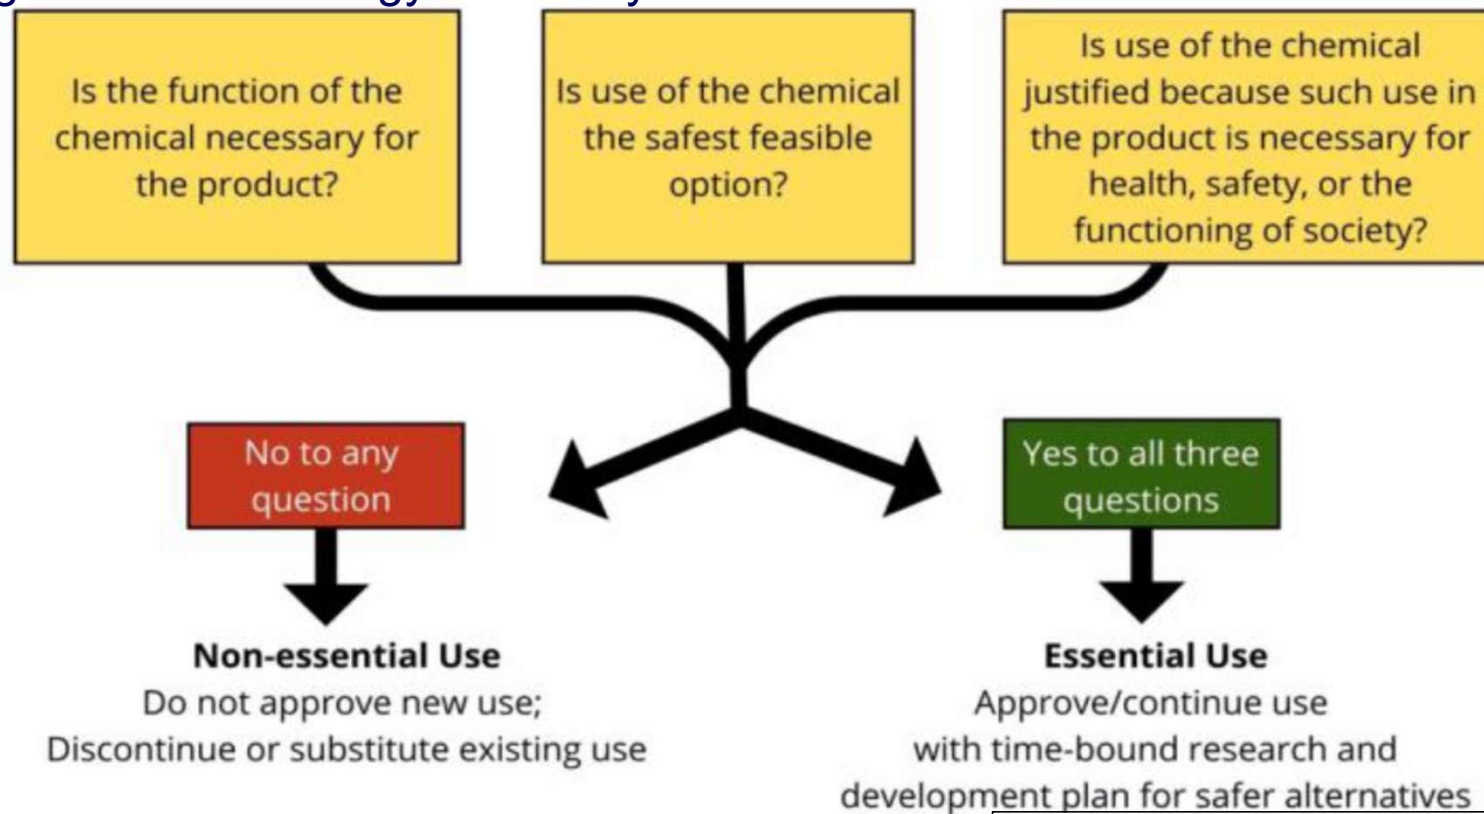 Is the function of the
chemical necessary for
the product?
Is use of the chemical
the safest feasible
option?
Is use of the chemical
justified because such use in
the product is necessary for
health, safety, or the
functioning of society?
No to any
question
Yes to all three
questions
Non-essential Use
Do not approve new use;
Discontinue or substitute existing use
Essential Use
Approve/continue use
with time-bound research and
development plan for safer alternatives